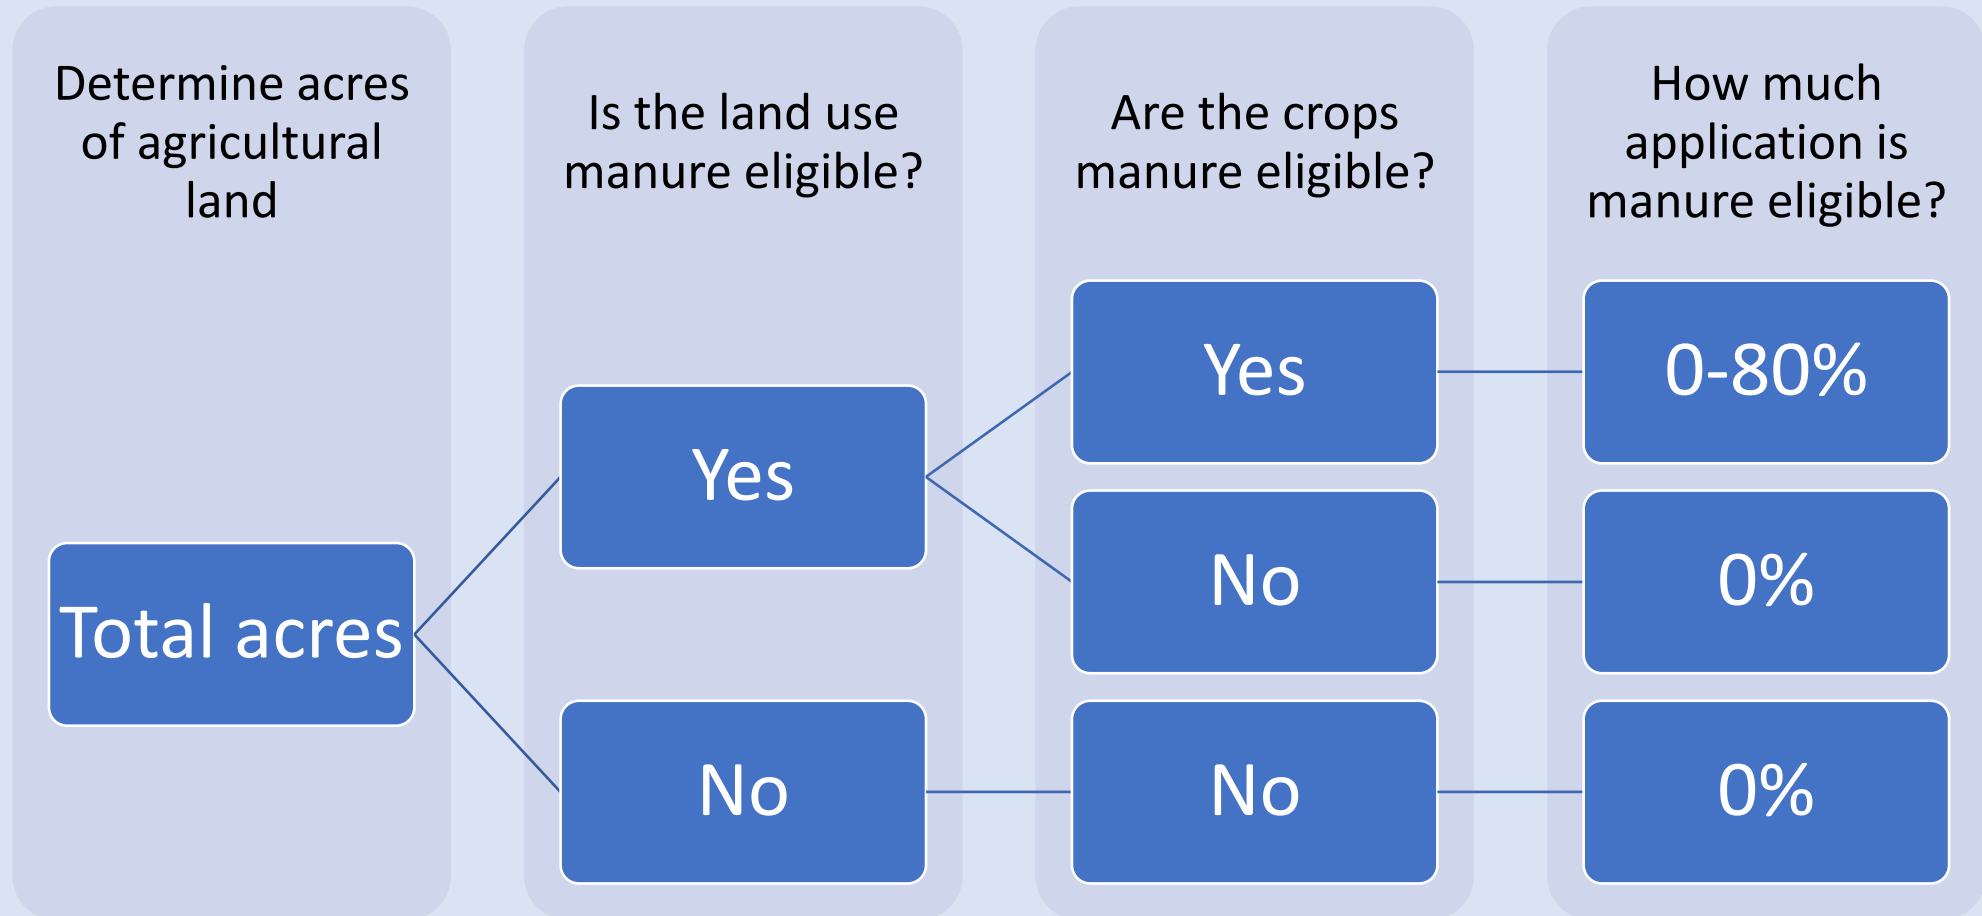 Determine acres
of agricultural
land
Is the land use
manure eligible?
Are the crops
manure eligible?
How much
application is
manure eligible?
Total acres
Yes
No
Yes
No
No
0-80%
0%
0%